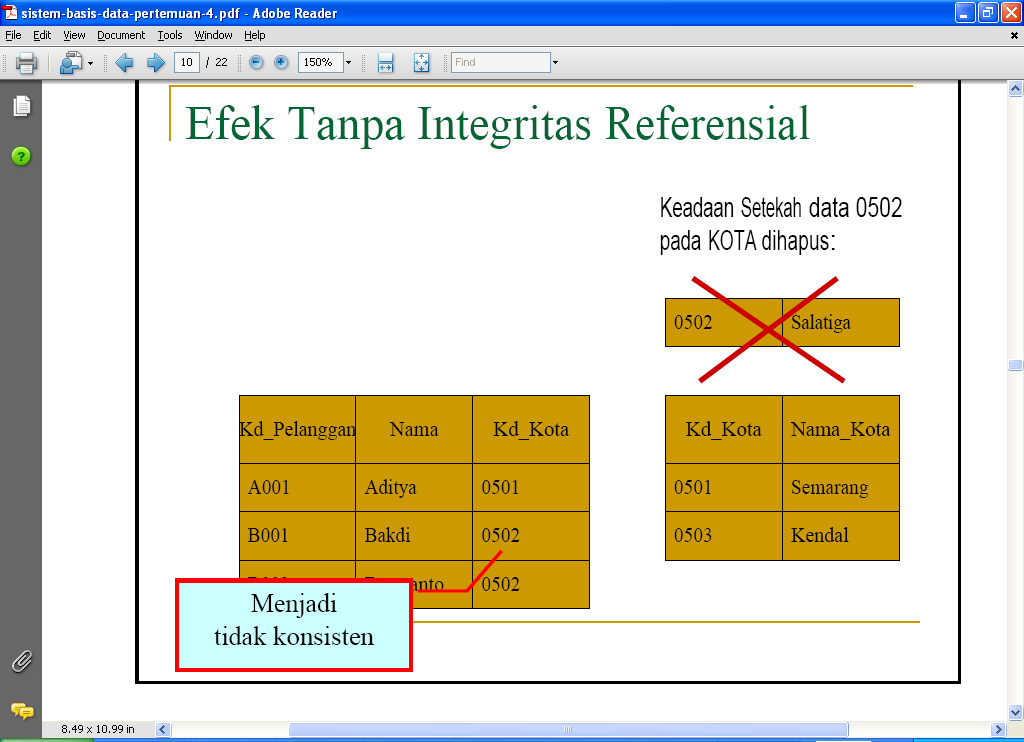 sistem-basis-data-pertemuan-4.pdf - Adobe Reader
File Edit View Document Tools Window Help
10 / 22 150% Find
Efek Tanpa Integritas Referensial
Keadaan Setekah data 0502
pada KOTA dihapus:
0502 Salatiga
Kd_Pelanggan Nama Kd_Kota
A001 Aditya 0501
B001 Bakdi 0502
0502
Kd_Kota Nama_Kota
0501 Semarang
0503 Kendal
Menjadi
tidak konsisten
8.49 x 10.99 in